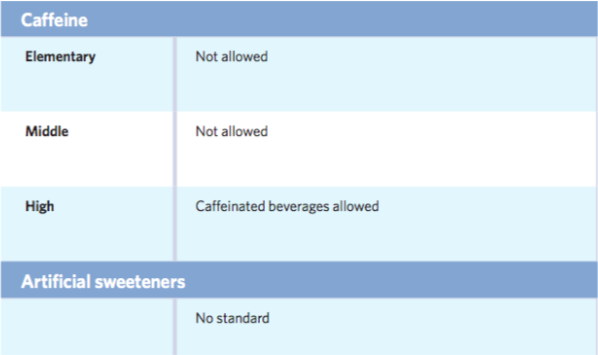 Caffeine
Elementary Not allowed
Middle Not allowed
High Caffeinated beverages allowed
Artificial sweeteners
No standard